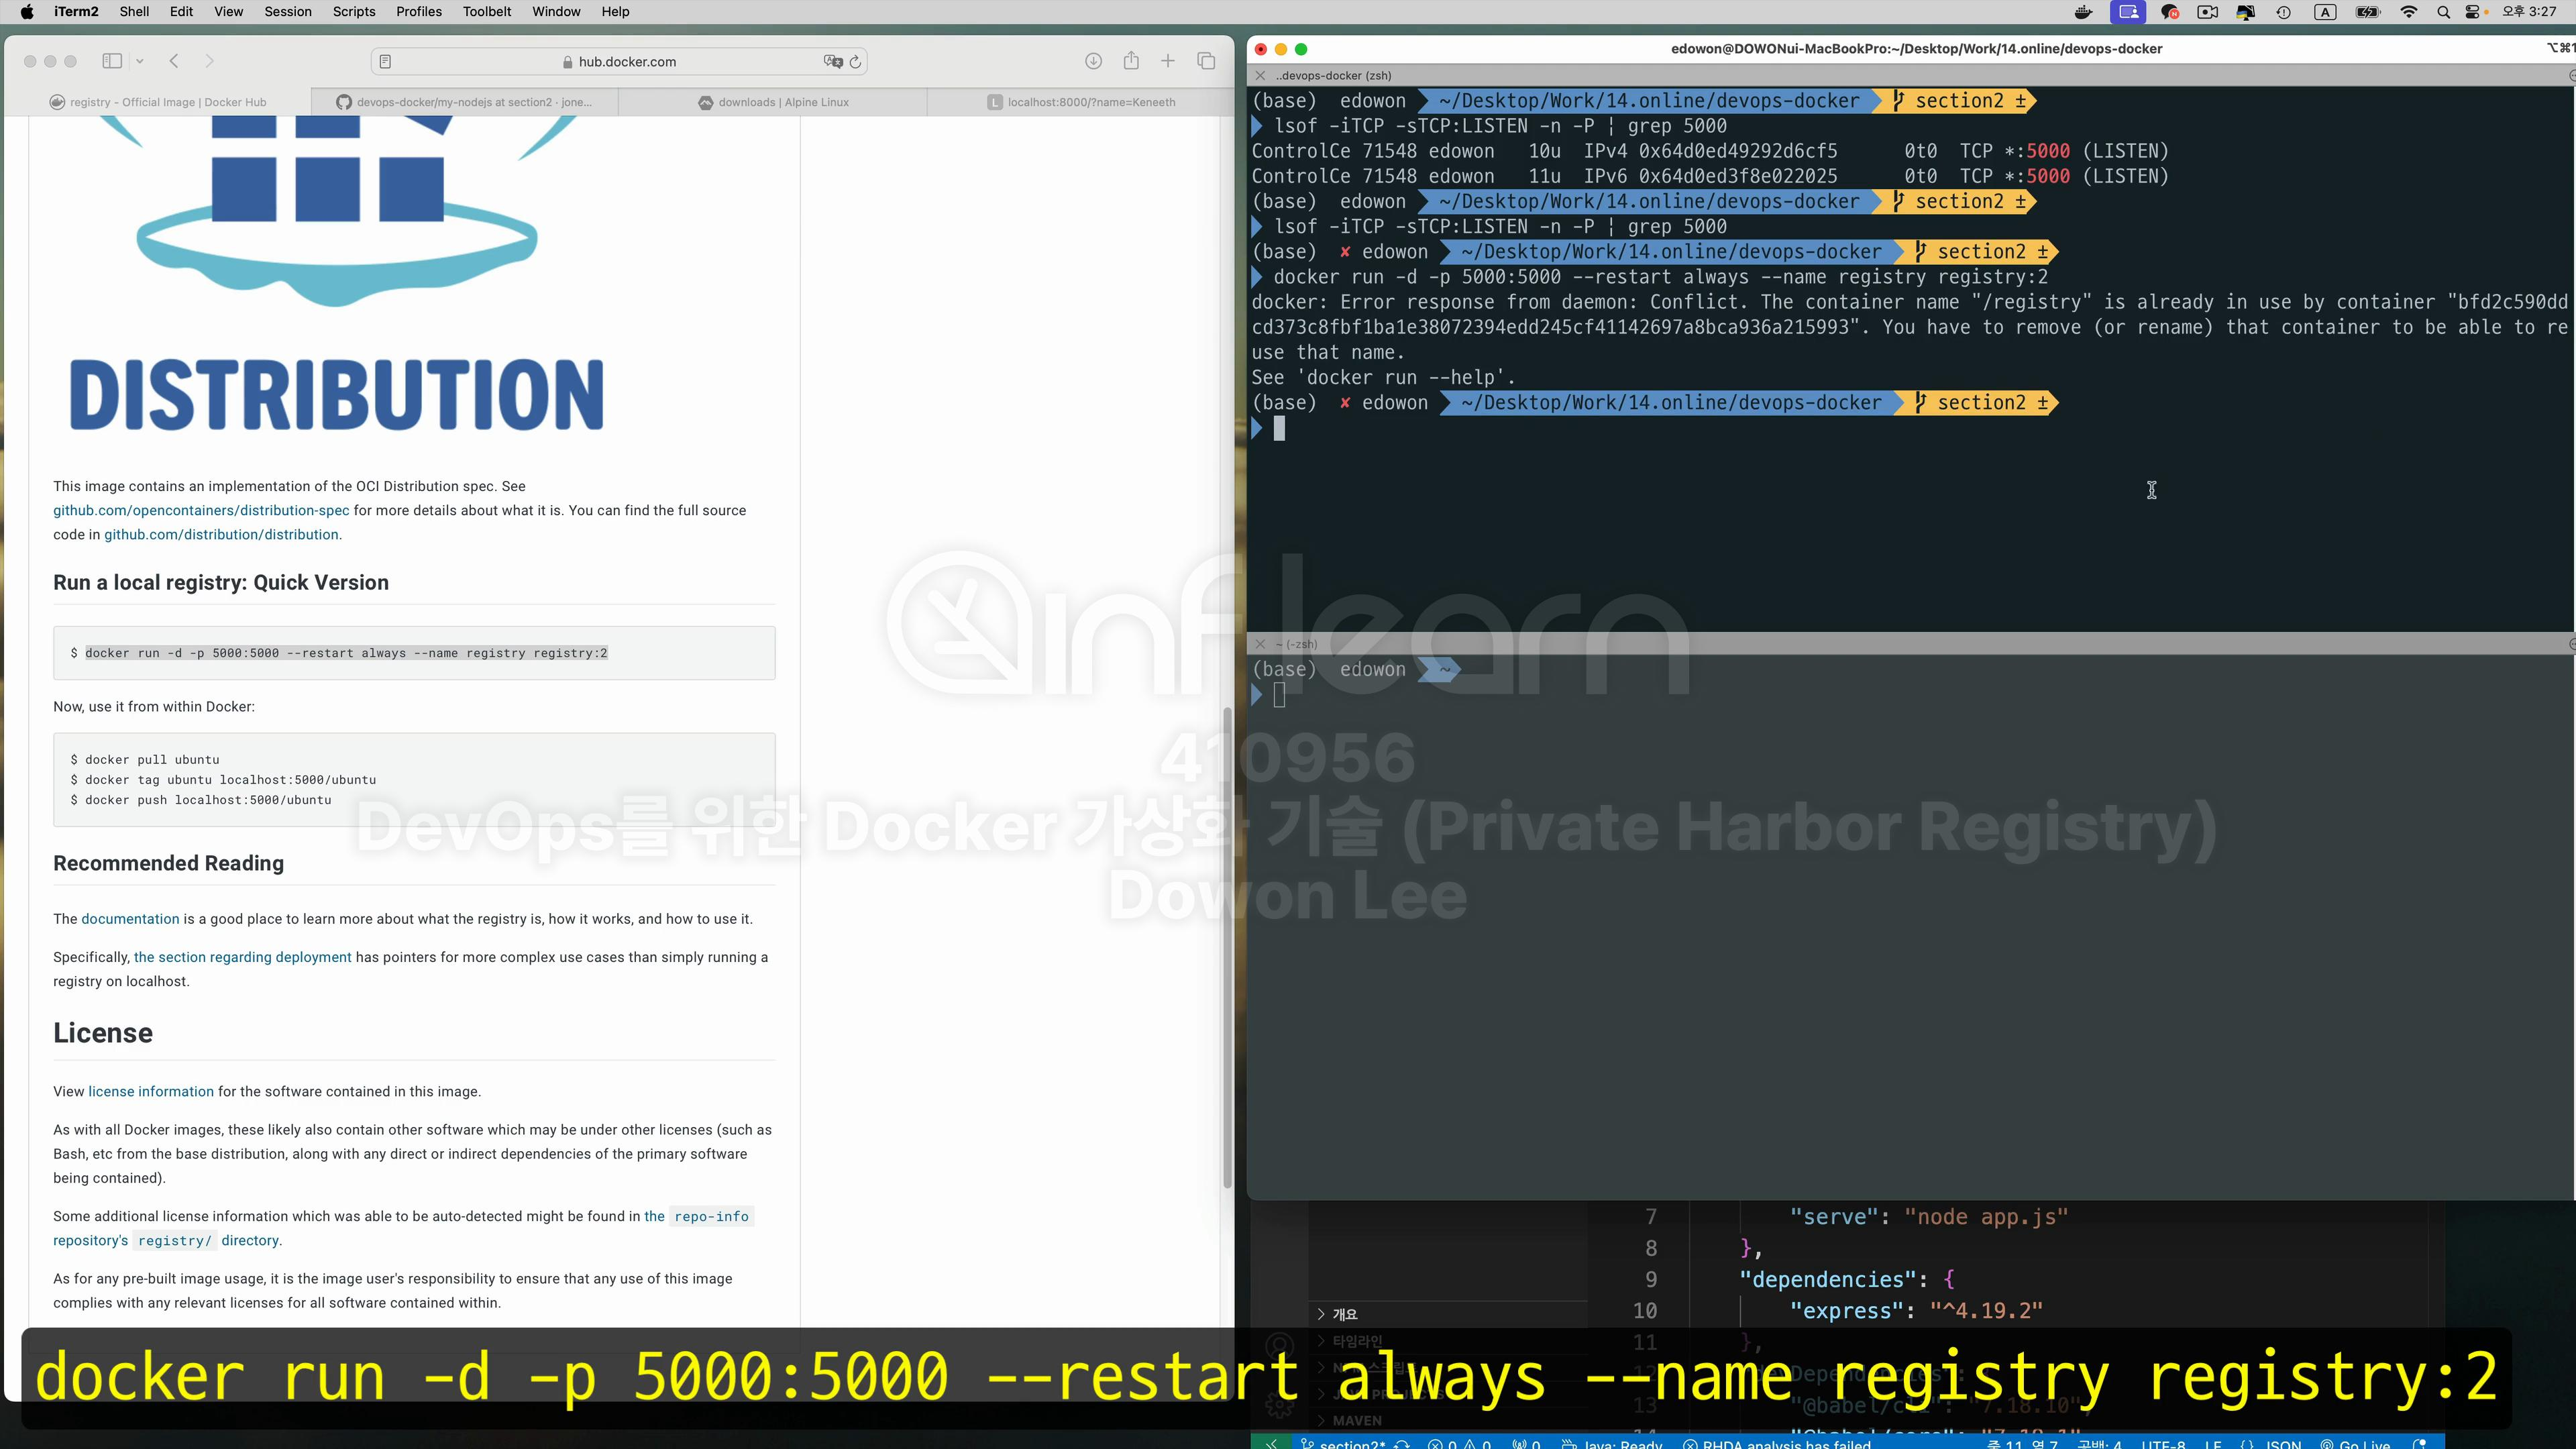 iTerm2 Shell Edit View Session Scripts Profiles Toolbelt Window Help
오후 3:27
hub.docker.com
registry - Official Image | Docker Hub
devops-docker/my-nodejs at section2 · jone...
downloads | Alpine Linux
L localhost:8000/?name=Keneeth
DISTRIBUTION
This image contains an implementation of the OCI Distribution spec. See
github.com/opencontainers/distribution-spec for more details about what it is. You can find the full source
code in github.com/distribution/distribution.
Run a local registry: Quick Version
$ docker run -d -p 5000:5000 --restart always --name registry registry:2
Now, use it from within Docker:
$ docker pull ubuntu
$ docker tag ubuntu localhost:5000/ubuntu
$ docker push localhost:5000/ubuntu
Recommended Reading
The documentation is a good place to learn more about what the registry is, how it works, and how to use it.
Specifically, the section regarding deployment has pointers for more complex use cases than simply running a
registry on localhost.
License
View license information for the software contained in this image.
As with all Docker images, these likely also contain other software which may be under other licenses (such as
Bash, etc from the base distribution, along with any direct or indirect dependencies of the primary software
being contained).
Some additional license information which was able to be auto-detected might be found in the repo-info
repository's registry/ directory.
As for any pre-built image usage, it is the image user's responsibility to ensure that any use of this image
complies with any relevant licenses for all software contained within.
edowon@DOWONui-MacBookPro:~/Desktop/Work/14.online/devops-docker
..devops-docker (zsh)
(base) edowon ~/Desktop/Work/14.online/devops-docker section2 ±
lsof -iTCP -sTCP:LISTEN -n -P | grep 5000
ControlCe 71548 edowon 10u IPv4 0x64d0ed49292d6cf5 0t0 TCP *:5000 (LISTEN)
ControlCe 71548 edowon 11u IPv6 0x64d0ed3f8e022025 0t0 TCP *:5000 (LISTEN)
(base) edowon ~/Desktop/Work/14.online/devops-docker section2 ±
lsof -iTCP -sTCP:LISTEN -n -P | grep 5000
(base) ✘ edowon ~/Desktop/Work/14.online/devops-docker section2 ±
docker run -d -p 5000:5000 --restart always --name registry registry:2
docker: Error response from daemon: Conflict. The container name "/registry" is already in use by container "bfd2c590dd
cd373c8fbf1ba1e38072394edd245cf41142697a8bca936a215993". You have to remove (or rename) that container to be able to re
use that name.
See 'docker run --help'.
(base) ✘ edowon ~/Desktop/Work/14.online/devops-docker section2 ±
~ (-zsh)
(base) edowon ~
inflearn
410956
DevOps를 위한 Docker 가상화 기술 (Private Harbor Registry)
Dowon Lee
7 "serve": "node app.js"
8 },
9 "dependencies": {
10 "express": "^4.19.2"
11 },
13 "@babel/cli": "7.18.10",
개요
타임라인
MAVEN
docker run -d -p 5000:5000 --restart always --name registry registry:2
section2* 0 0 0 Java: Ready RHDA analysis has failed 줄 11, 열 7 공백: 4 UTF-8 LF {} JSON Go Live